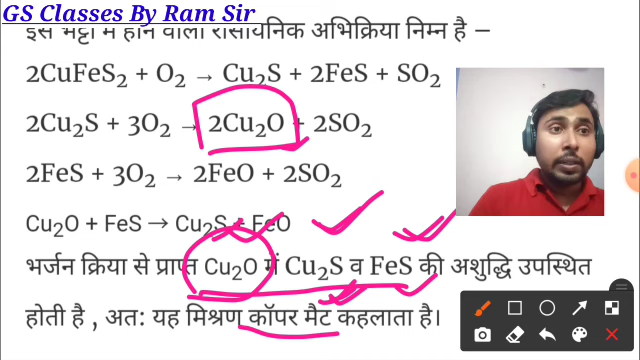 GS Classes By Ram Sir
इस भट्टी में होने वाली रासायनिक अभिक्रिया निम्न है –
2CuFeS₂ + O₂ → Cu₂S + 2FeS + SO₂
2Cu₂S + 3O₂ → 2Cu₂O + 2SO₂
2FeS + 3O₂ → 2FeO + 2SO₂
Cu₂O + FeS → Cu₂S + FeO
भर्जन क्रिया से प्राप्त Cu₂O में Cu₂S व FeS की अशुद्धि उपस्थित
होती है , अत: यह मिश्रण कॉपर मैट कहलाता है।